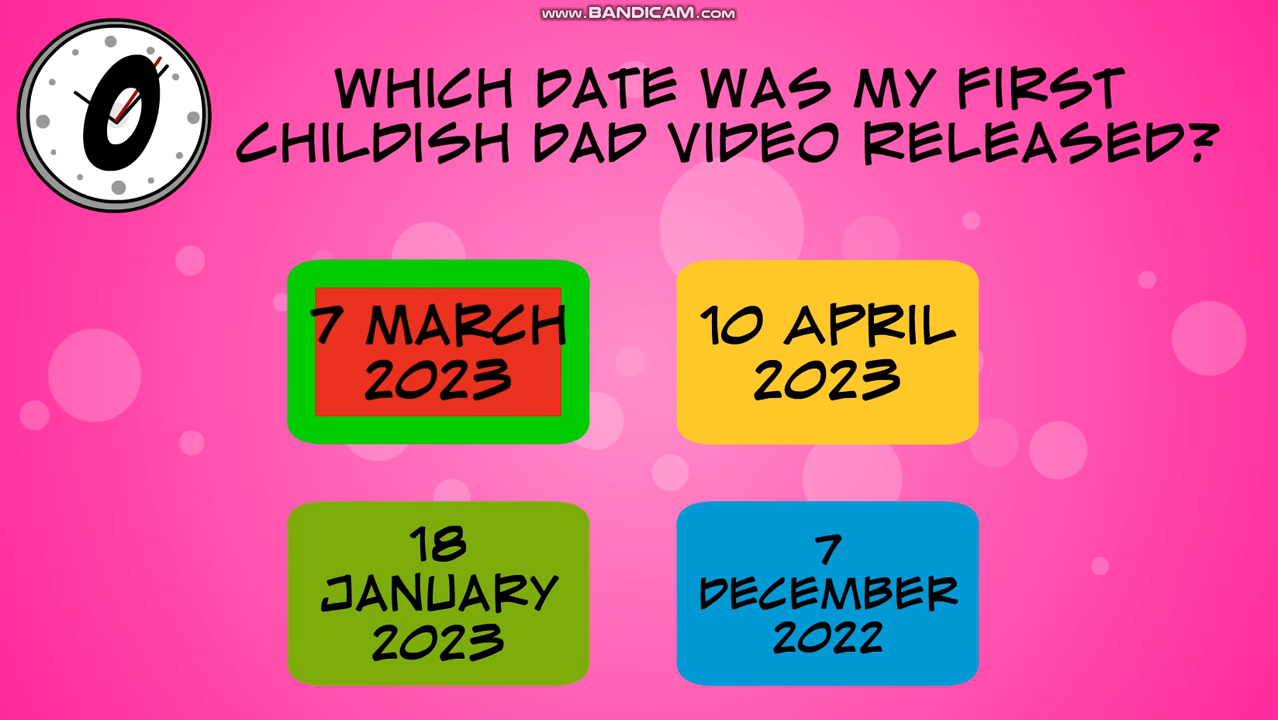 www.BANDICAM.com
0
WHICH DATE WAS MY FIRST
CHILDISH DAD VIDEO RELEASED?
7 MARCH
2023
10 APRIL
2023
18
JANUARY
2023
7
DECEMBER
2022